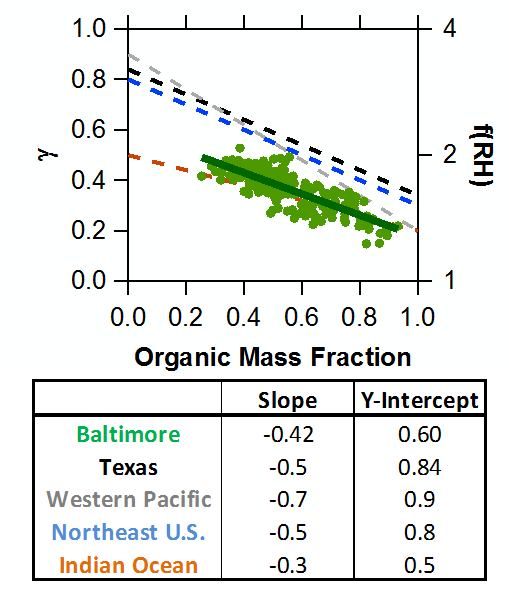 1.0
0.8
0.6
0.4
0.2
0.0
γ
4
2
1
f(RH)
0.0 0.2 0.4 0.6 0.8 1.0
Organic Mass Fraction
Slope Y-Intercept
Baltimore -0.42 0.60
Texas -0.5 0.84
Western Pacific -0.7 0.9
Northeast U.S. -0.5 0.8
Indian Ocean -0.3 0.5